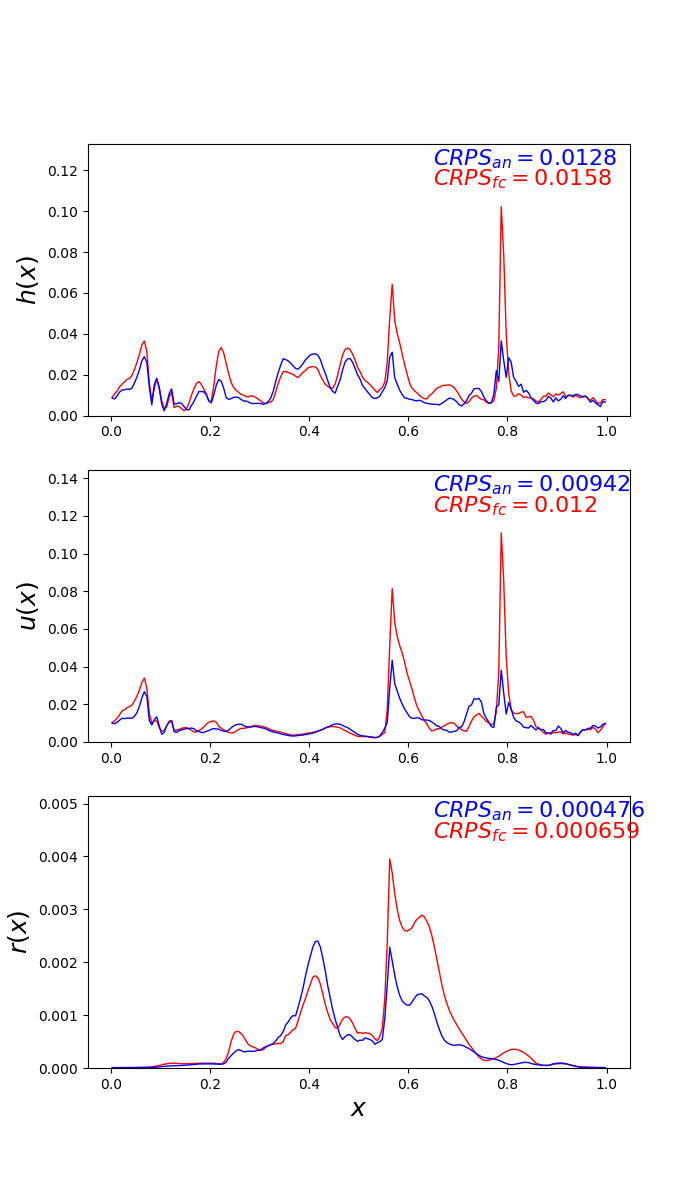 CRPS_an = 0.0128
CRPS_fc = 0.0158
0.12
0.10
0.08
0.06
0.04
0.02
0.00
h(x)
0.0 0.2 0.4 0.6 0.8 1.0
CRPS_an = 0.00942
CRPS_fc = 0.012
0.14
0.12
0.10
0.08
0.06
0.04
0.02
0.00
u(x)
0.0 0.2 0.4 0.6 0.8 1.0
CRPS_an = 0.000476
CRPS_fc = 0.000659
0.005
0.004
0.003
0.002
0.001
0.000
r(x)
0.0 0.2 0.4 0.6 0.8 1.0
x